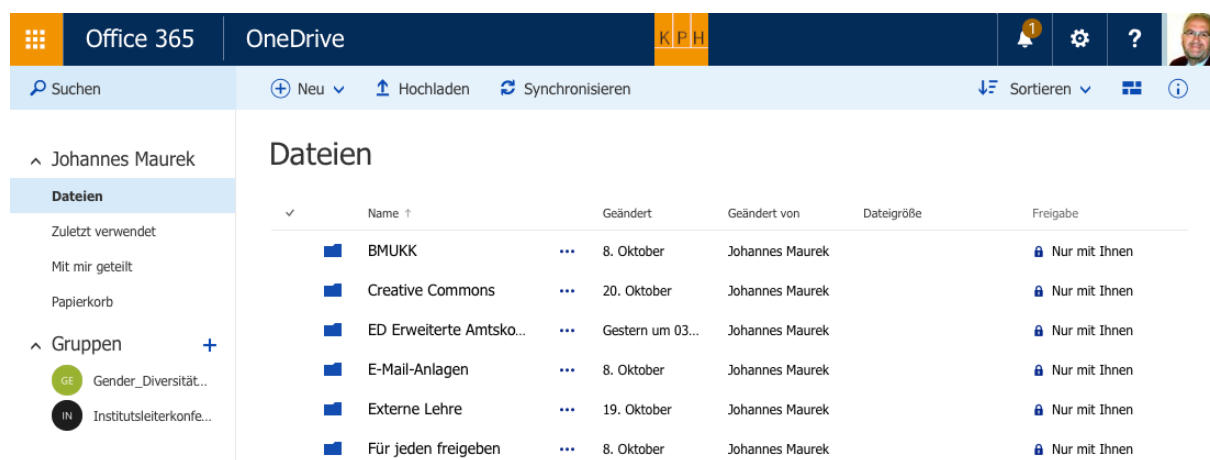 Office 365 OneDrive KPH 1 ?
Suchen Neu Hochladen Synchronisieren Sortieren
Johannes Maurek
Dateien
Zuletzt verwendet
Mit mir geteilt
Papierkorb
Gruppen +
GE Gender_Diversität...
IN Institutsleiterkonfe...
Dateien
Name ↑ Geändert Geändert von Dateigröße Freigabe
BMUKK ... 8. Oktober Johannes Maurek Nur mit Ihnen
Creative Commons ... 20. Oktober Johannes Maurek Nur mit Ihnen
ED Erweiterte Amtsko... ... Gestern um 03... Johannes Maurek Nur mit Ihnen
E-Mail-Anlagen ... 8. Oktober Johannes Maurek Nur mit Ihnen
Externe Lehre ... 19. Oktober Johannes Maurek Nur mit Ihnen
Für jeden freigeben ... 8. Oktober Johannes Maurek Nur mit Ihnen